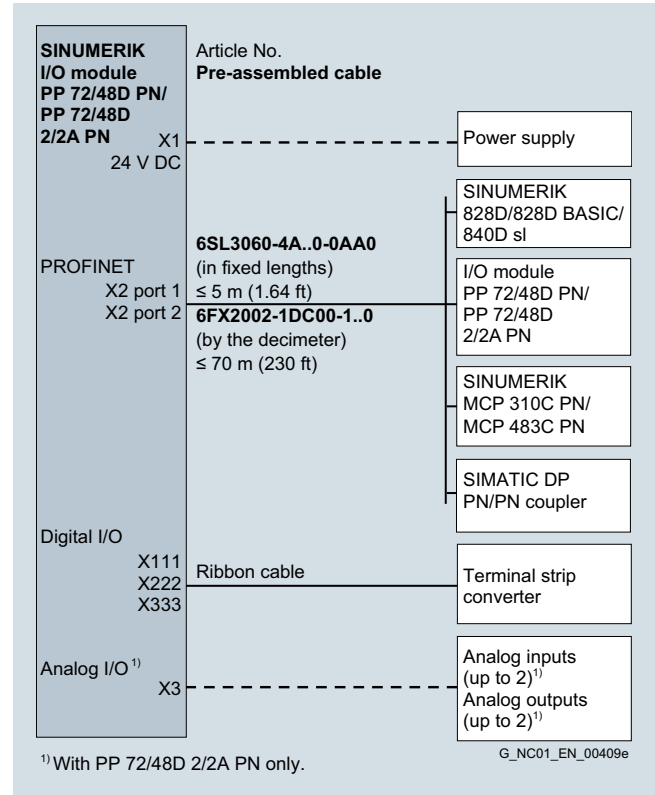 SINUMERIK
I/O module
PP 72/48D PN/
PP 72/48D
2/2A PN
X1
24 V DC
Article No.
Pre-assembled cable
Power supply
PROFINET
X2 port 1
X2 port 2
6SL3060-4A..0-0AA0
(in fixed lengths)
≤ 5 m (1.64 ft)
6FX2002-1DC00-1..0
(by the decimeter)
≤ 70 m (230 ft)
SINUMERIK
828D/828D BASIC/
840D sl
I/O module
PP 72/48D PN/
PP 72/48D
2/2A PN
SINUMERIK
MCP 310C PN/
MCP 483C PN
SIMATIC DP
PN/PN coupler
Digital I/O
X111
X222
X333
Ribbon cable
Terminal strip
converter
Analog I/O 1)
X3
Analog inputs
(up to 2)1)
Analog outputs
(up to 2)1)
1) With PP 72/48D 2/2A PN only.
G_NC01_EN_00409e